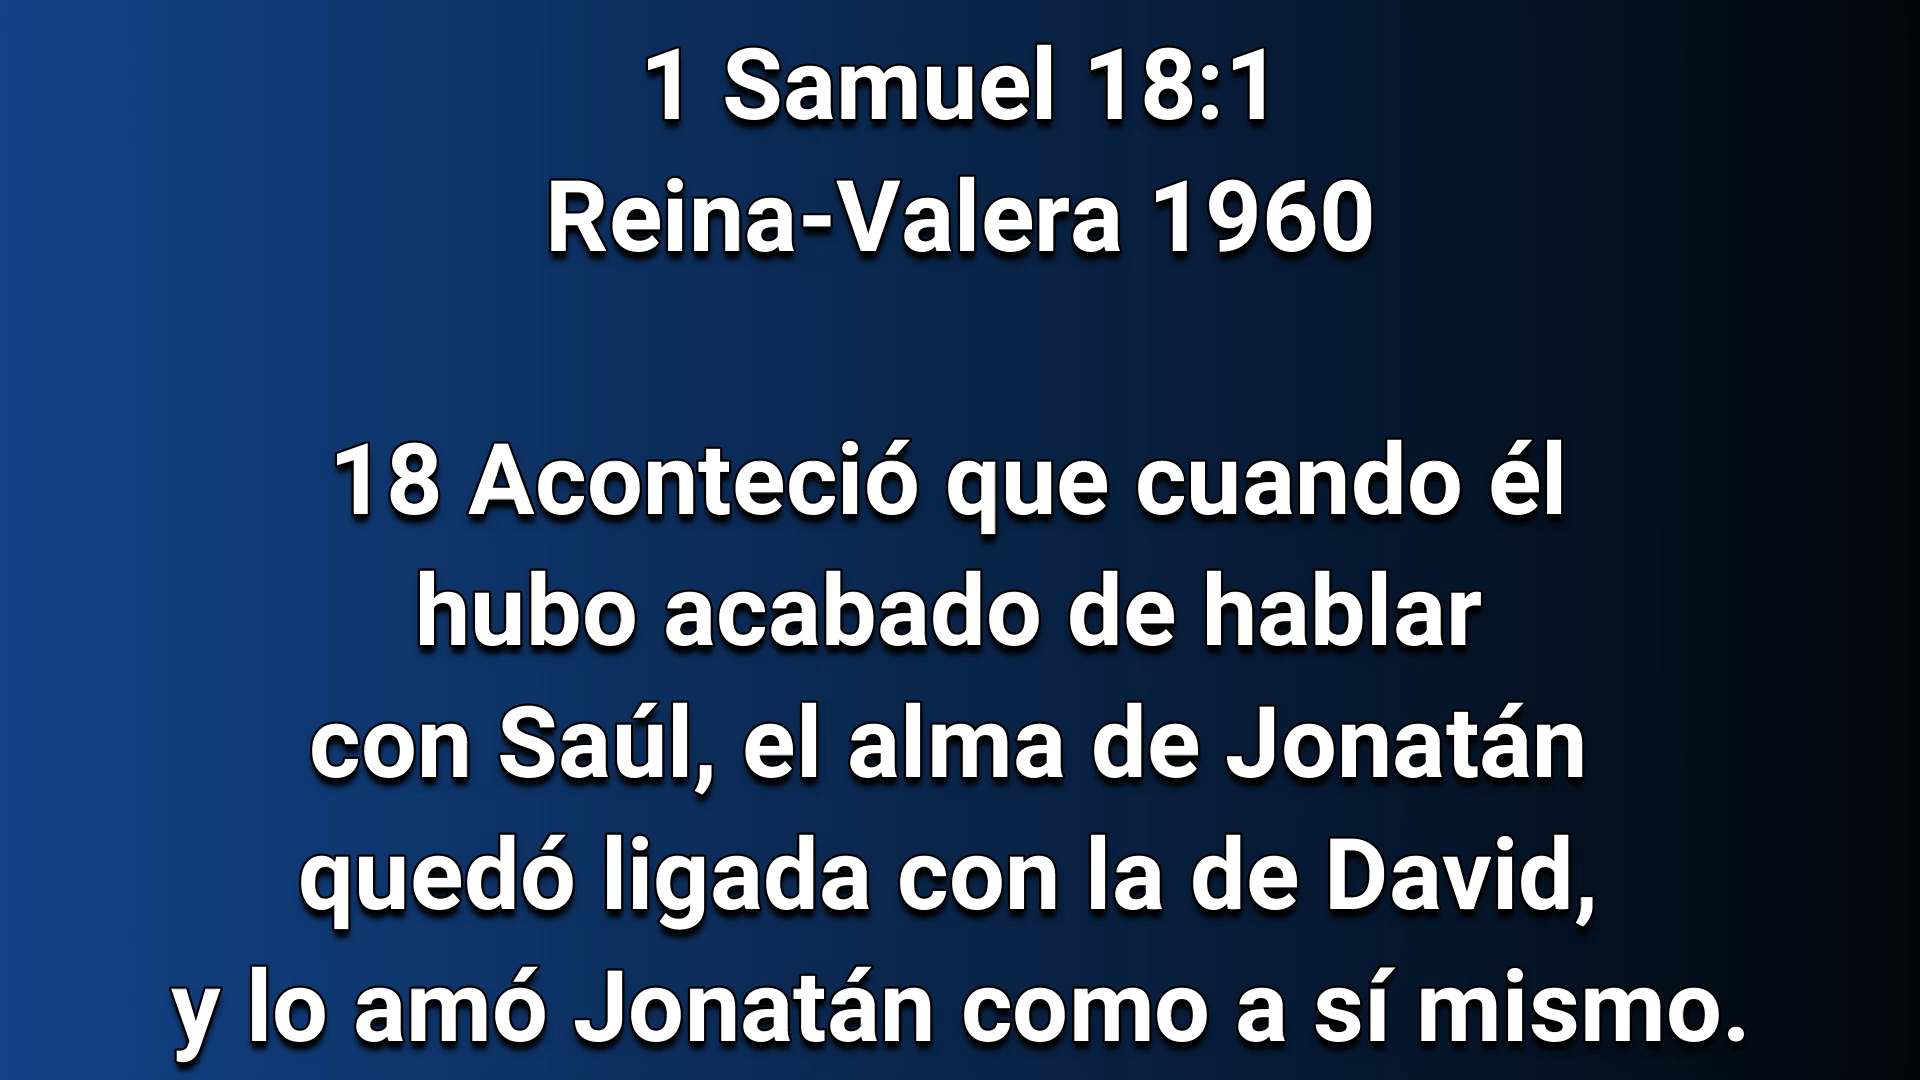 1 Samuel 18:1
Reina-Valera 1960
18 Aconteció que cuando él
hubo acabado de hablar
con Saúl, el alma de Jonatán
quedó ligada con la de David,
y lo amó Jonatán como a sí mismo.